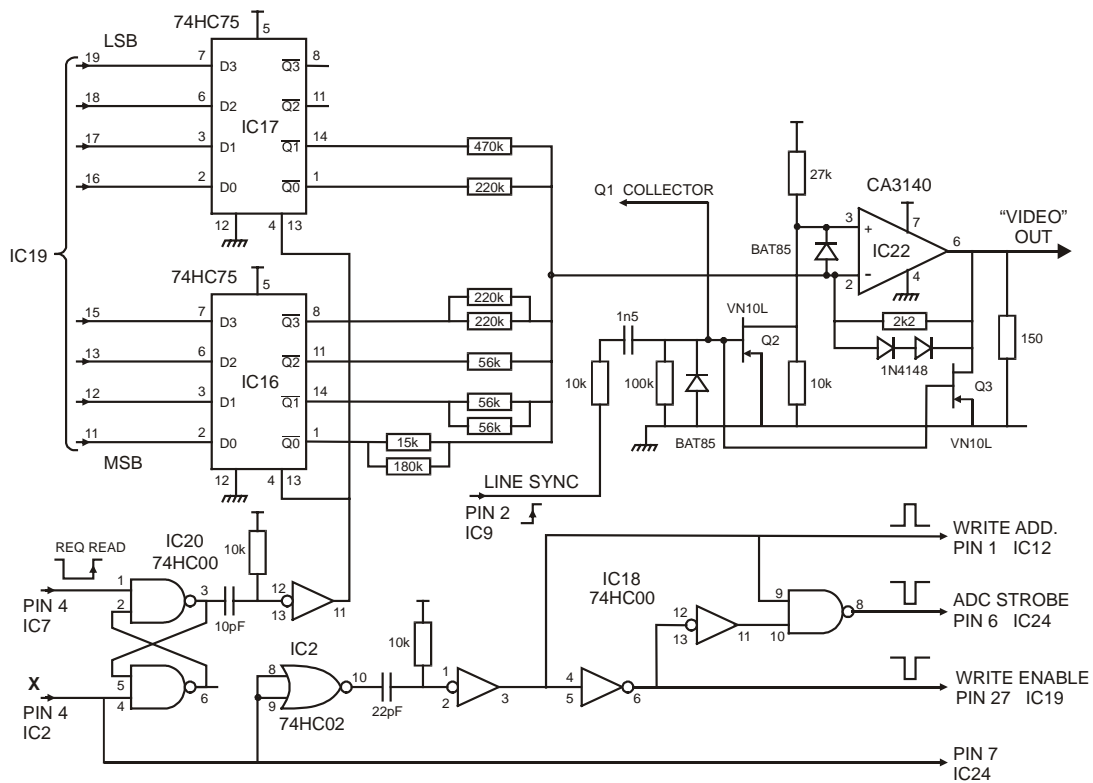 74HC75
5
LSB
19
7
D3
Q3
8
18
6
D2
Q2
11
IC17
17
3
D1
Q1
14
470k
16
2
D0
Q0
1
220k
12
4
13
IC19
74HC75
5
15
7
D3
Q3
8
220k
220k
13
6
D2
Q2
11
56k
IC16
12
3
D1
Q1
14
56k
56k
11
2
D0
Q0
1
15k
180k
MSB
12
4
13
27k
CA3140
Q1 COLLECTOR
3
+
7
IC22
6
"VIDEO"
OUT
BAT85
2
-
4
2k2
1N4148
150
VN10L
Q2
1n5
10k
100k
10k
Q3
BAT85
VN10L
LINE SYNC
PIN 2
IC9
REQ READ
IC20
74HC00
10k
1
2
3
10pF
12
13
11
PIN 4
IC7
X
PIN 4
IC2
5
4
6
IC2
8
9
10
74HC02
22pF
10k
1
2
3
4
5
6
IC18
74HC00
12
13
11
9
10
8
WRITE ADD.
PIN 1 IC12
ADC STROBE
PIN 6 IC24
WRITE ENABLE
PIN 27 IC19
PIN 7
IC24